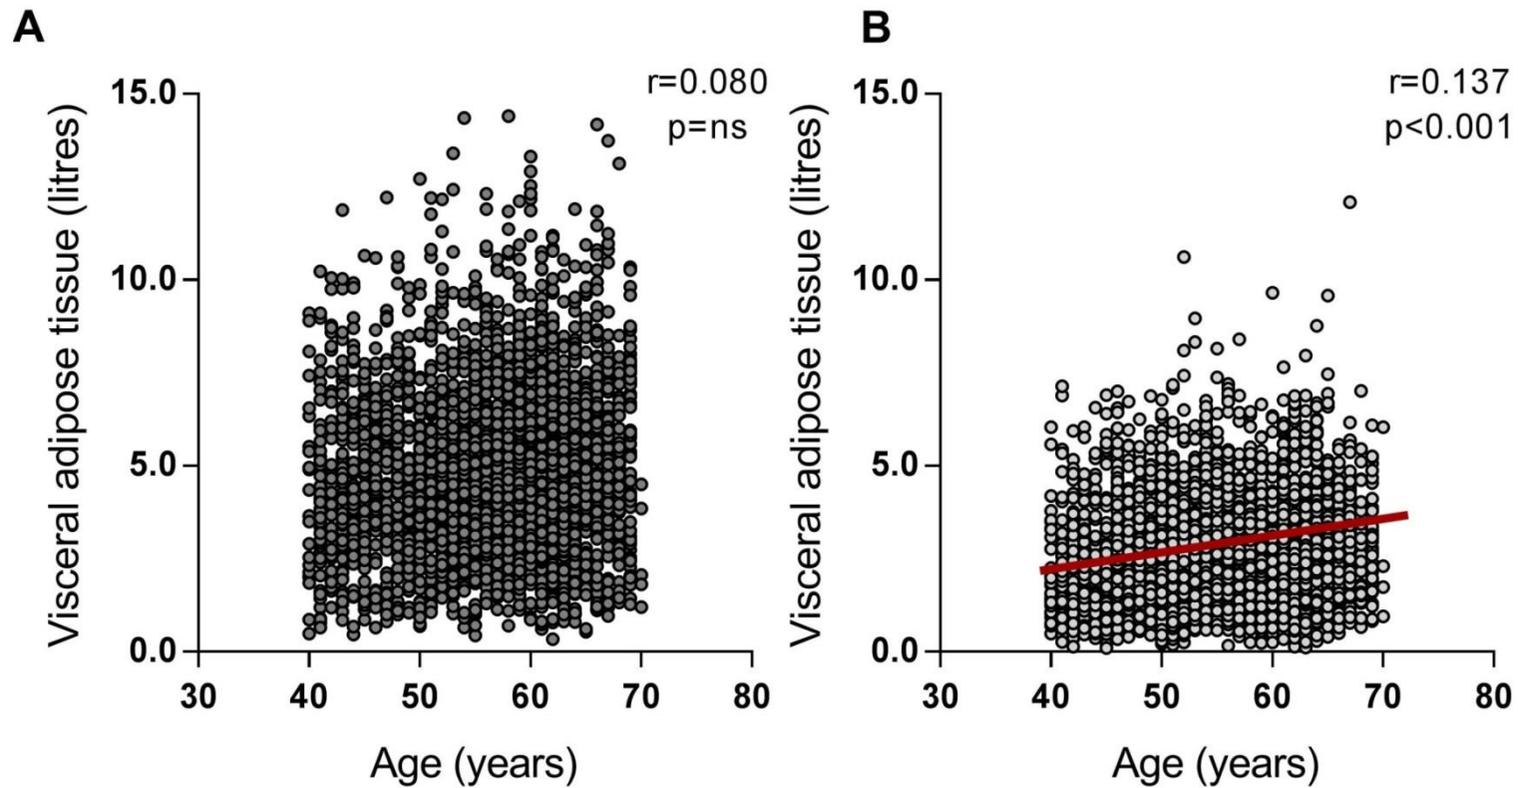 A
B
r=0.080
p=ns
r=0.137
p<0.001
Visceral adipose tissue (litres)
15.0
10.0
5.0
0.0
30 40 50 60 70 80
Age (years)
Visceral adipose tissue (litres)
15.0
10.0
5.0
0.0
30 40 50 60 70 80
Age (years)